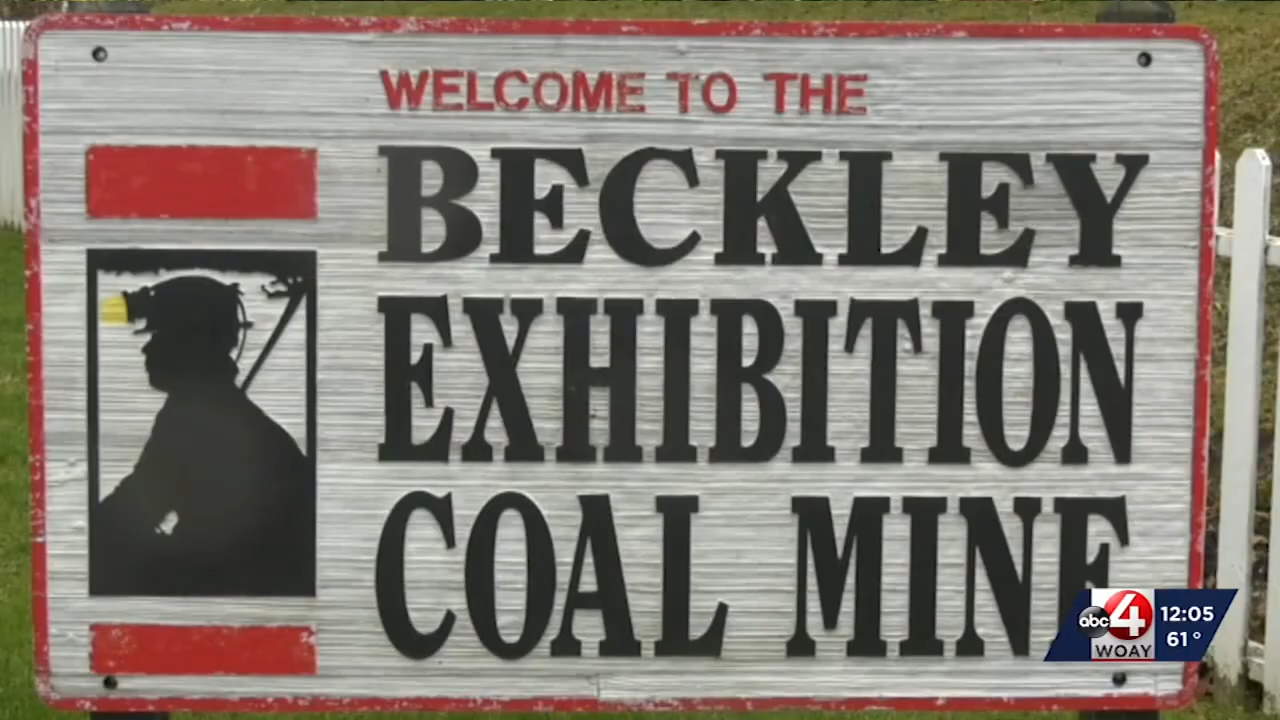 WELCOME TO THE
BECKLEY
EXHIBITION
COAL MINE
abc 4 12:05
WOAY 61°